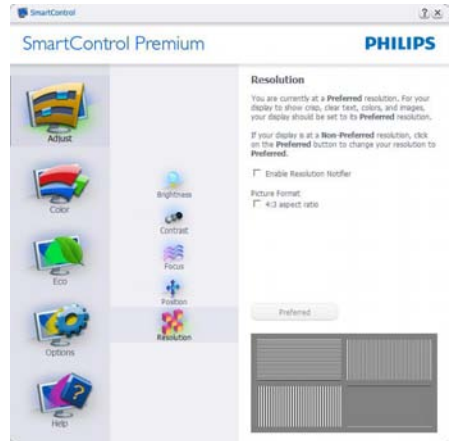 SmartControl
SmartControl Premium
PHILIPS
Adjust
Color
Eco
Options
Help
Brightness
Contrast
Focus
Position
Resolution
Resolution
You are currently at a Preferred resolution. For your
display to show crisp, clear text, colors, and images,
your display should be set to its Preferred resolution.
If your display is at a Non-Preferred resolution, click
on the Preferred button to change your resolution to
Preferred.
Enable Resolution Notifier
Picture Format
4:3 aspect ratio
Preferred